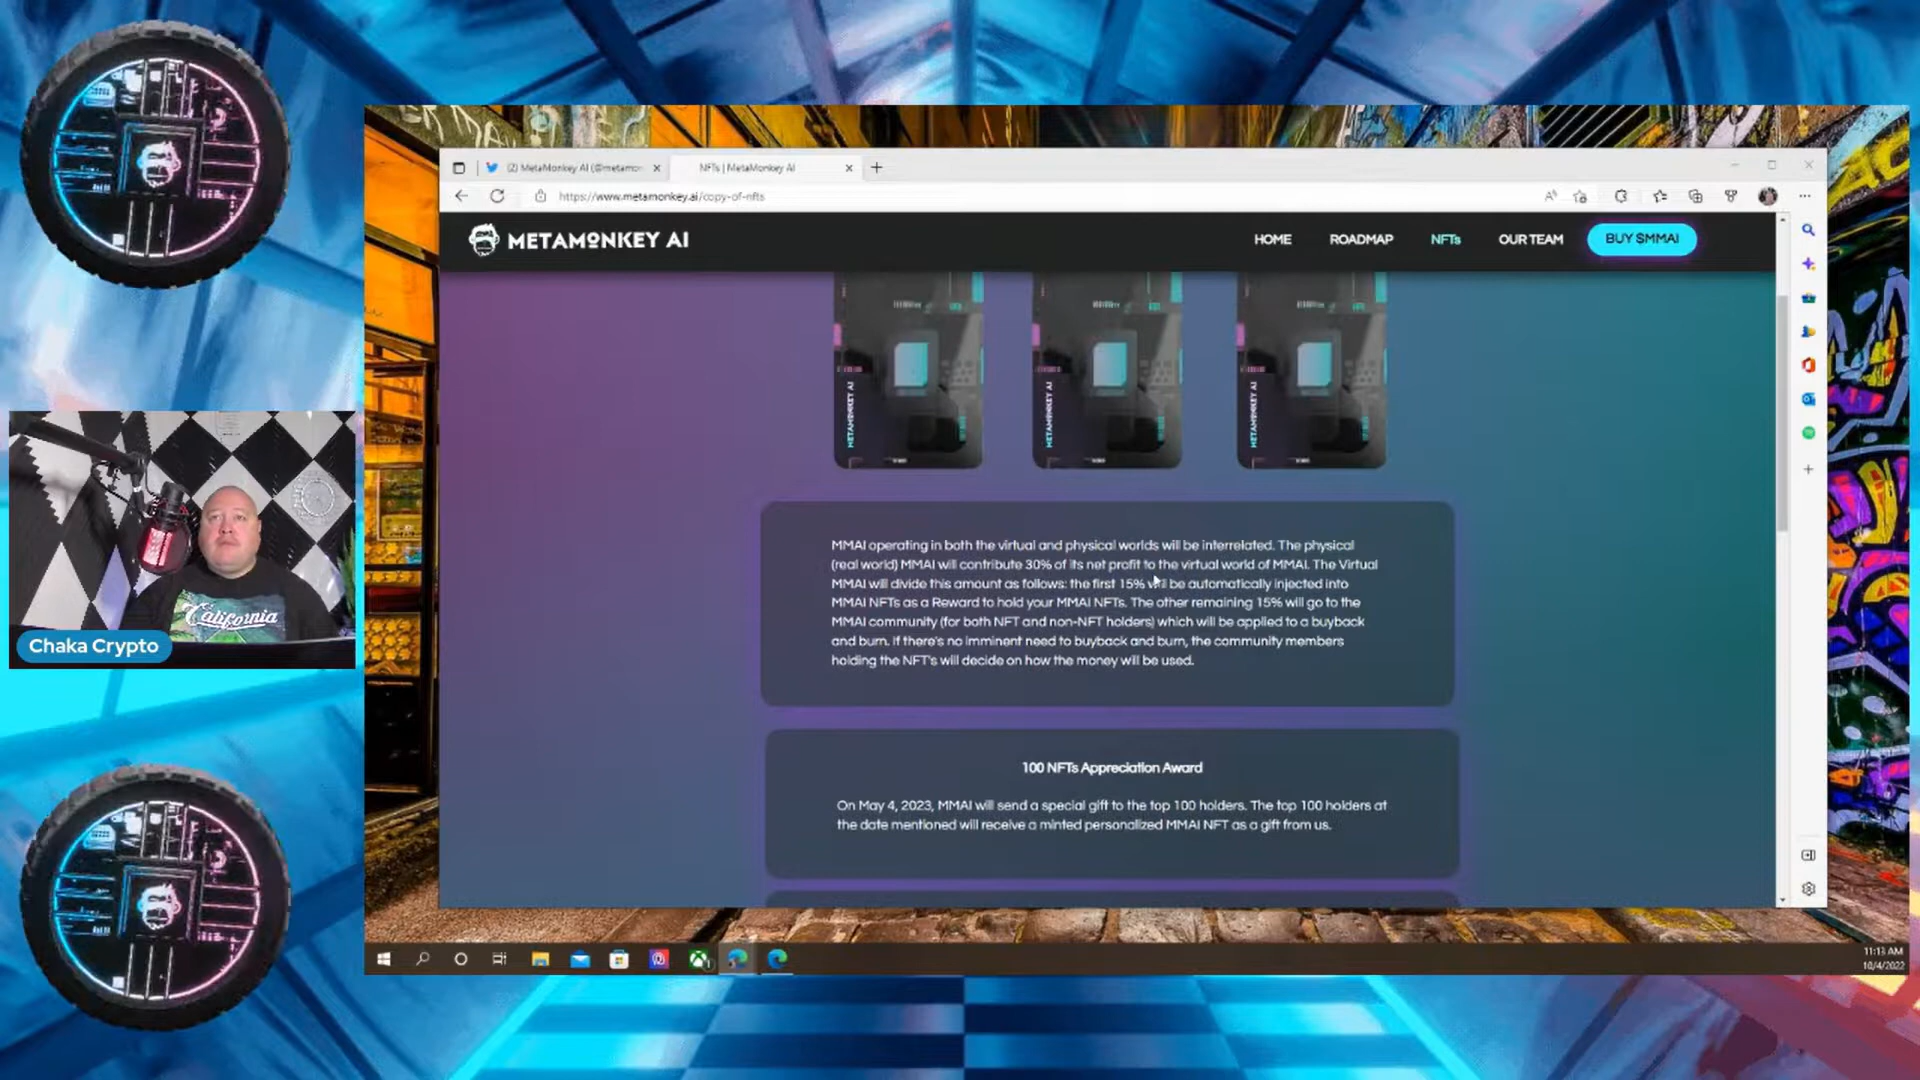 (2) MetaMonkey AI (@metamon
NFTs | MetaMonkey AI
https://www.metamonkey.ai/copy-of-nfts
METAMONKEY AI
HOME
ROADMAP
NFTs
OUR TEAM
BUY $MMAI
METAMONKEY AI
METAMONKEY AI
METAMONKEY AI
MMAI operating in both the virtual and physical worlds will be interrelated. The physical
(real world) MMAI will contribute 30% of its net profit to the virtual world of MMAI. The Virtual
MMAI will divide this amount as follows: the first 15% will be automatically injected into
MMAI NFTs as a Reward to hold your MMAI NFTs. The other remaining 15% will go to the
MMAI community (for both NFT and non-NFT holders) which will be applied to a buyback
and burn. If there's no imminent need to buyback and burn, the community members
holding the NFT's will decide on how the money will be used.
100 NFTs Appreciation Award
On May 4, 2023, MMAI will send a special gift to the top 100 holders. The top 100 holders at
the date mentioned will receive a minted personalized MMAI NFT as a gift from us.
California
Chaka Crypto
11:13 AM
10/4/2022